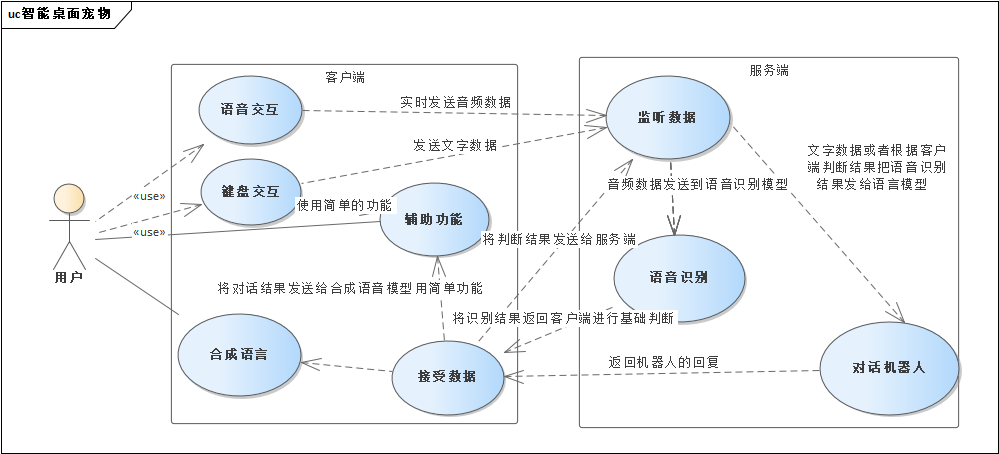 uc智能桌面宠物
客户端
服务端
语音交互
实时发送音频数据
监听数据
发送文字数据
文字数据或者根据客户
端判断结果把语音识别
结果发给语言模型
键盘交互
音频数据发送到语音识别模型
«use»
使用简单的功能
辅助功能
«use»
将判断结果发送给服务端
用户
语音识别
将对话结果发送给合成语音模型用简单功能
将识别结果返回客户端进行基础判断
合成语言
接受数据
返回机器人的回复
对话机器人